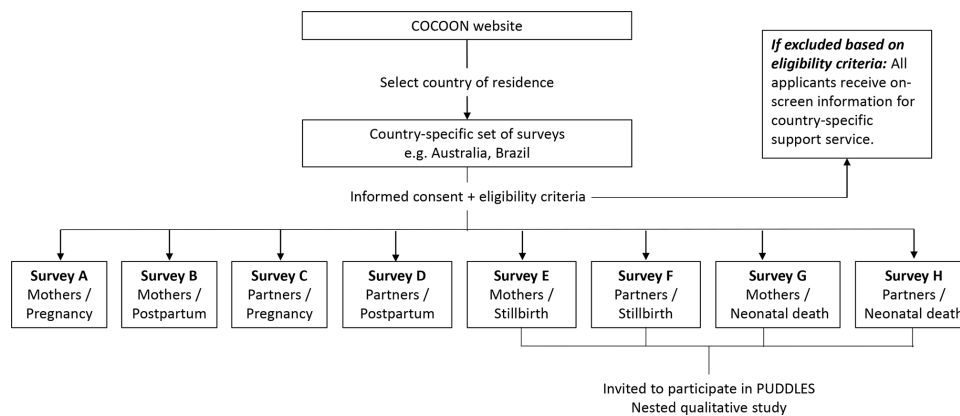 COCOON website
Select country of residence
Country-specific set of surveys
e.g. Australia, Brazil
If excluded based on
eligibility criteria: All
applicants receive on-
screen information for
country-specific
support service.
Informed consent + eligibility criteria
Survey A
Mothers /
Pregnancy
Survey B
Mothers /
Postpartum
Survey C
Partners /
Pregnancy
Survey D
Partners /
Postpartum
Survey E
Mothers /
Stillbirth
Survey F
Partners /
Stillbirth
Survey G
Mothers /
Neonatal death
Survey H
Partners /
Neonatal death
Invited to participate in PUDDLES
Nested qualitative study